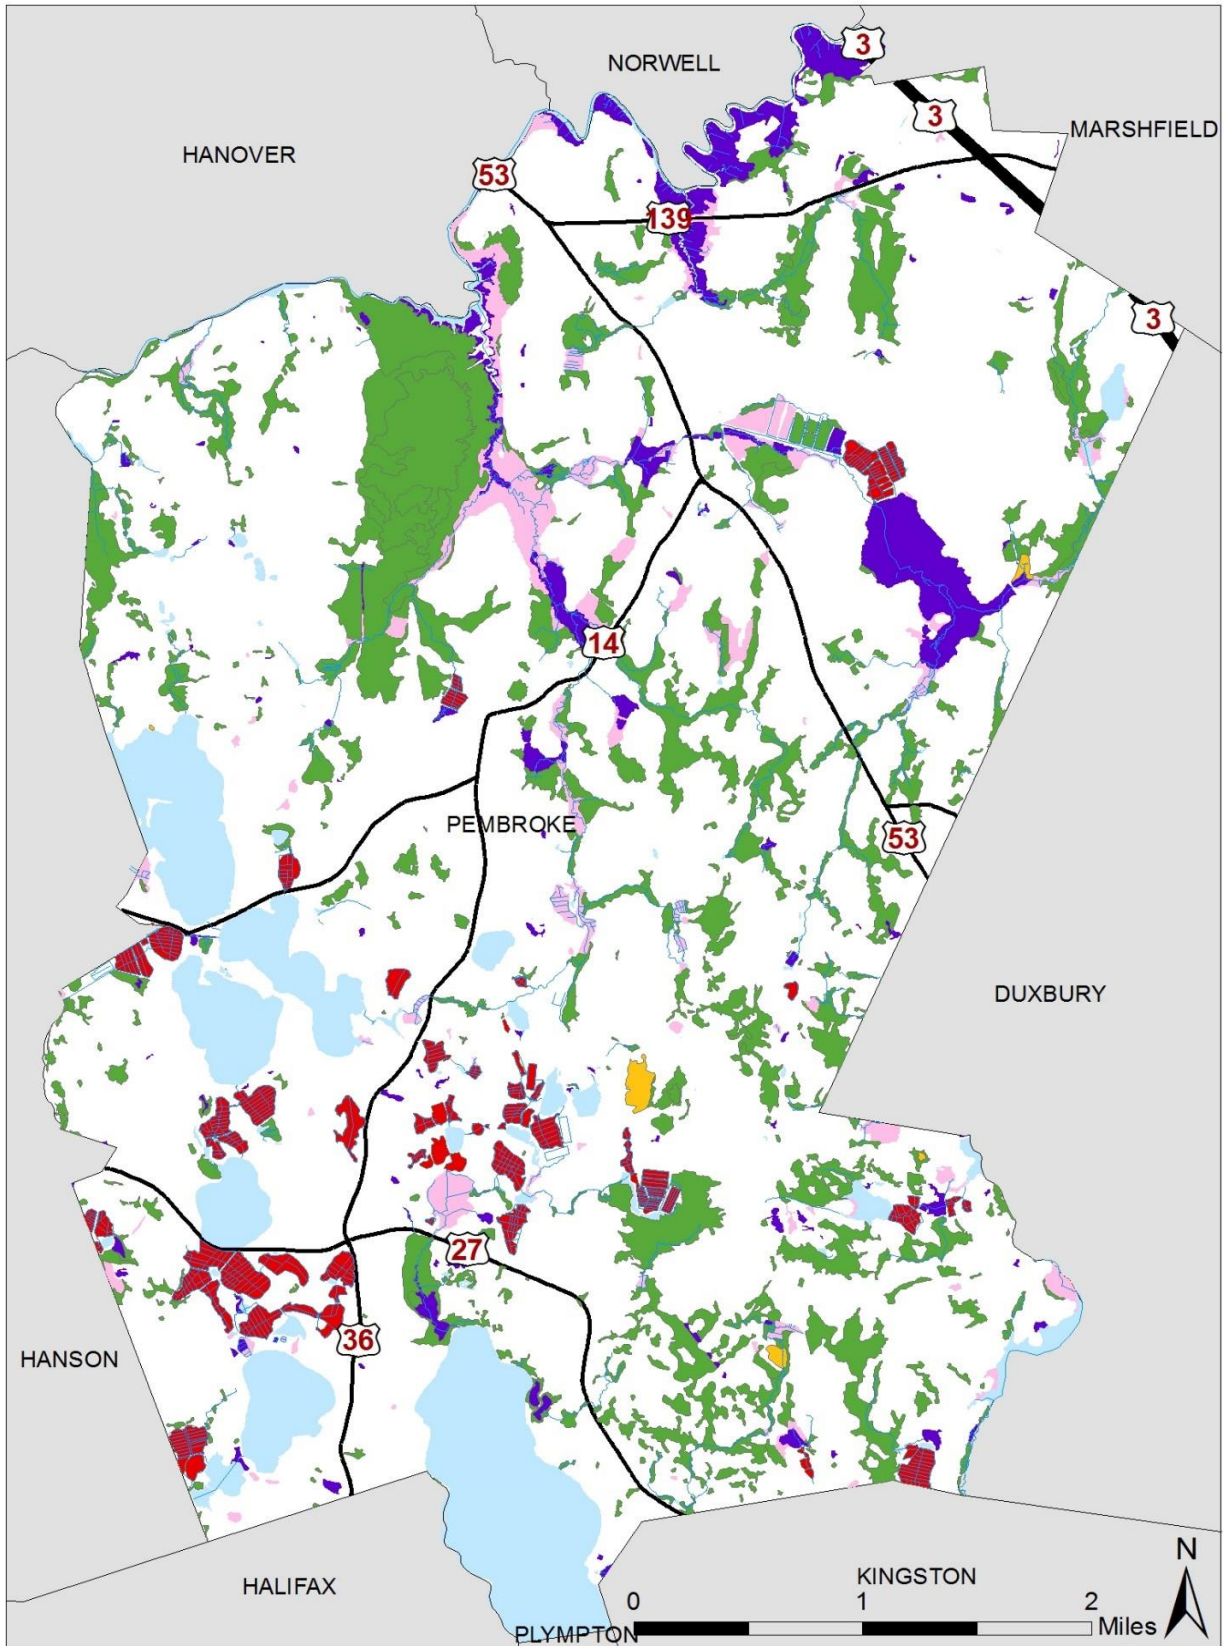 3
NORWELL
3
MARSHFIELD
HANOVER
53
139
3
14
PEMBROKE
53
DUXBURY
27
36
HANSON
N
HALIFAX
KINGSTON
0 1 2
Miles
PLYMPTON